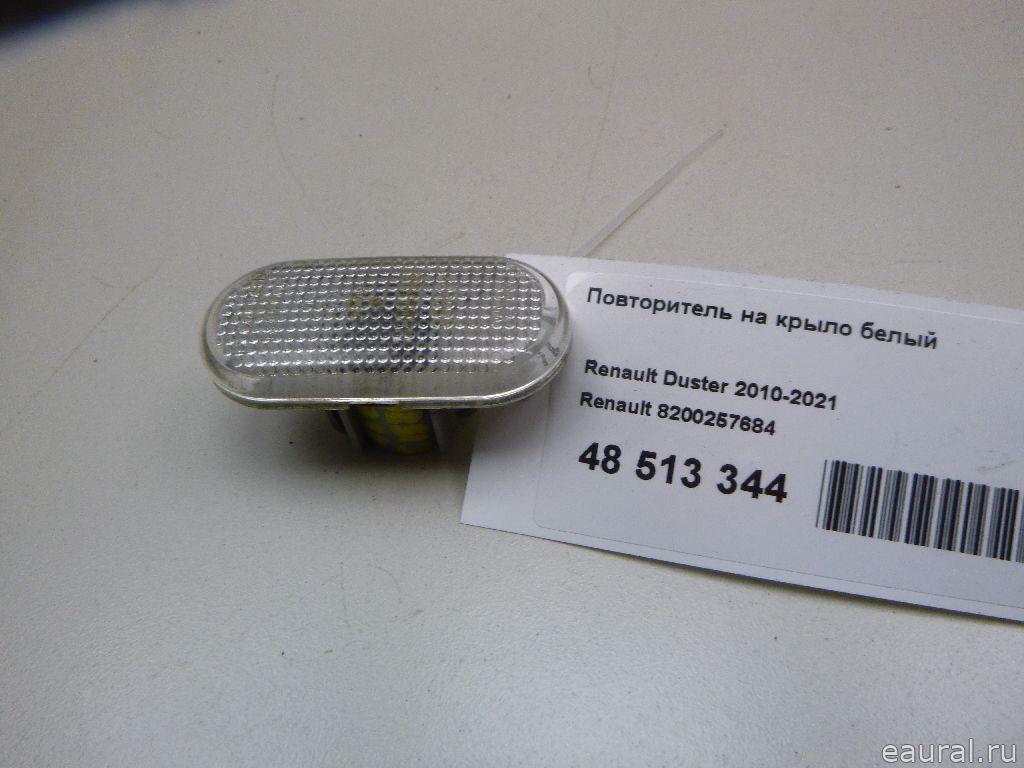 Повторитель на крыло белый
Renault Duster 2010-2021
Renault 8200257684
48 513 344
eaural.ru